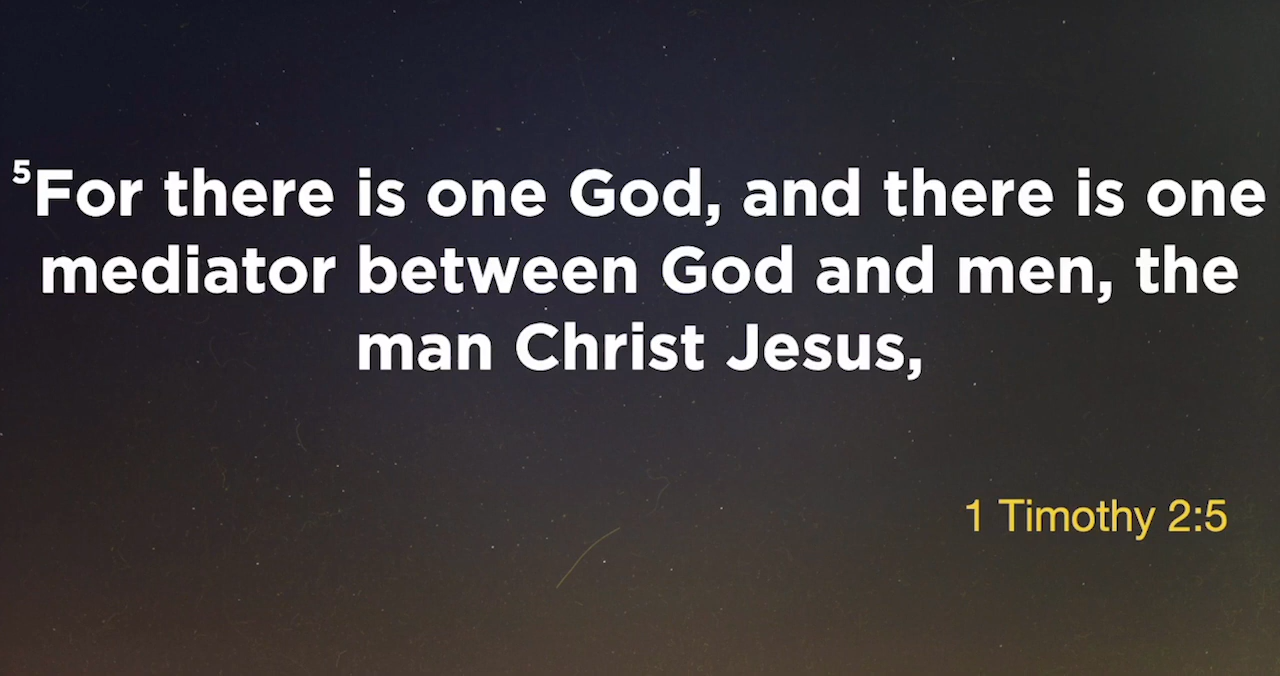 ⁵For there is one God, and there is one
mediator between God and men, the
man Christ Jesus,
1 Timothy 2:5